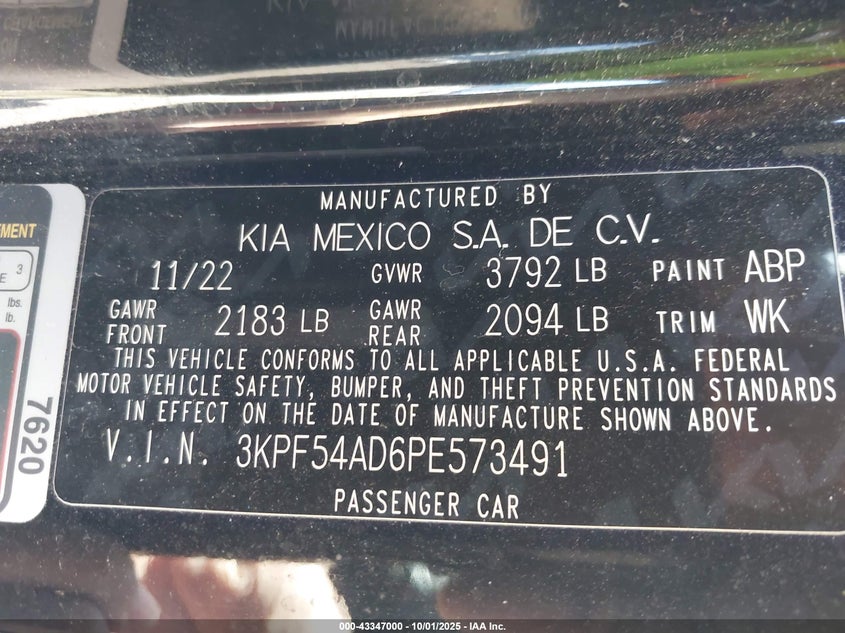 MANUFACTURED BY
KIA MEXICO S.A. DE C.V.
11/22 GVWR 3792 LB PAINT ABP
GAWR FRONT 2183 LB GAWR REAR 2094 LB TRIM WK
THIS VEHICLE CONFORMS TO ALL APPLICABLE U.S.A. FEDERAL
MOTOR VEHICLE SAFETY, BUMPER, AND THEFT PREVENTION STANDARDS
IN EFFECT ON THE DATE OF MANUFACTURE SHOWN ABOVE.
V.I.N. 3KPF54AD6PE573491
PASSENGER CAR
3
lbs.
lb.
7620
000-43347000 - 10/01/2025 - IAA Inc.